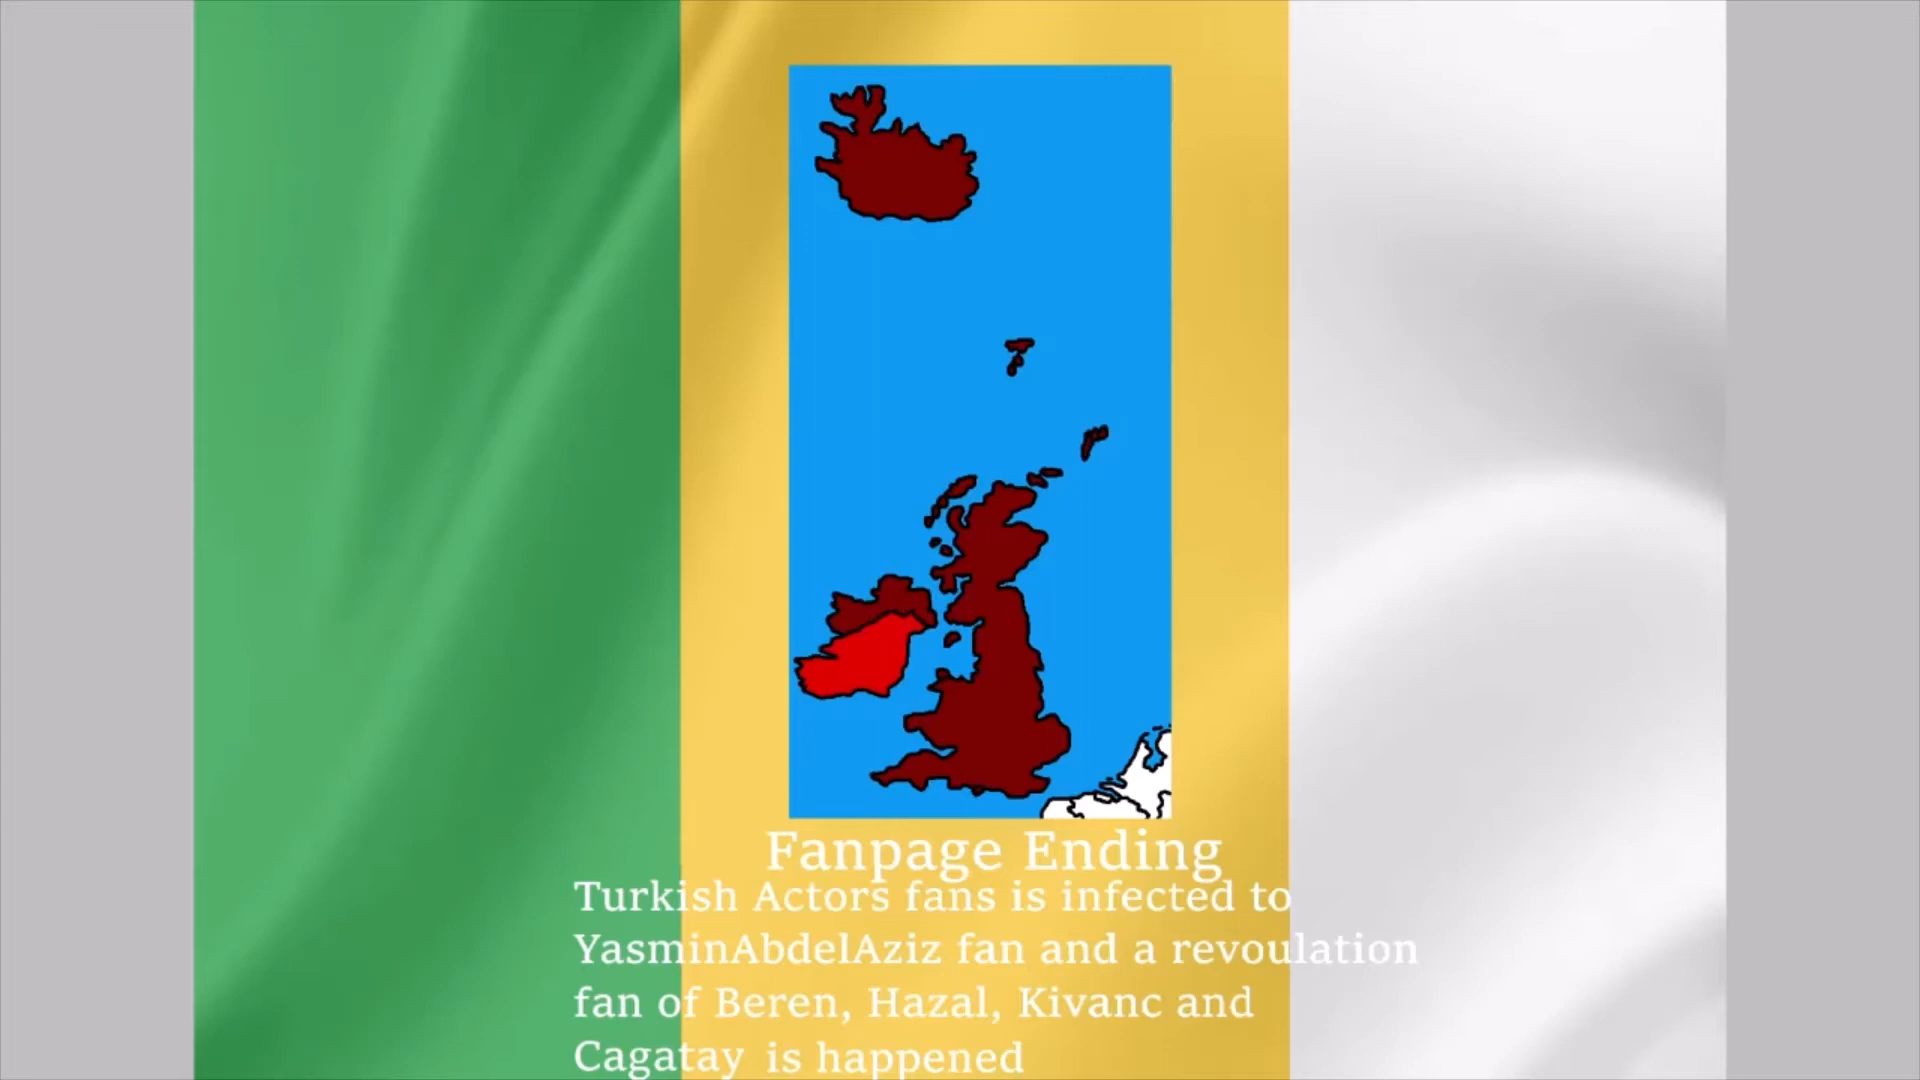 Fanpage Ending
Turkish Actors fans is infected to
YasminAbdelAziz fan and a revoulation
fan of Beren, Hazal, Kivanc and
Cagatay is happened